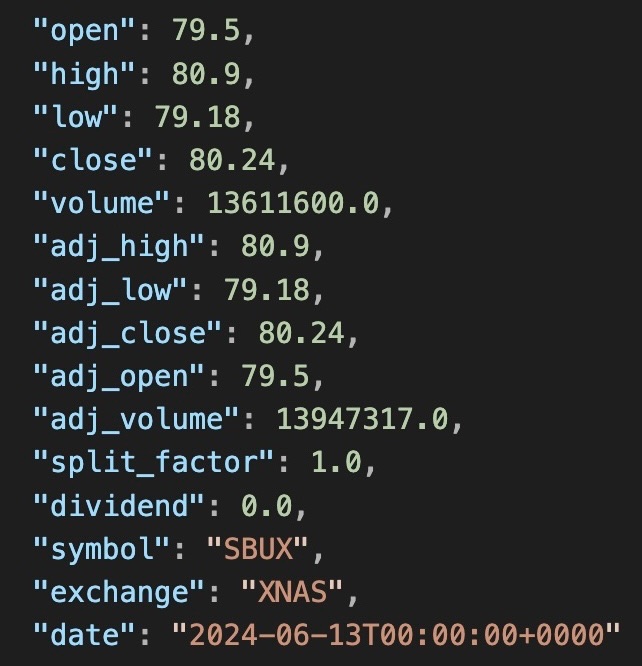 "open": 79.5,
"high": 80.9,
"low": 79.18,
"close": 80.24,
"volume": 13611600.0,
"adj_high": 80.9,
"adj_low": 79.18,
"adj_close": 80.24,
"adj_open": 79.5,
"adj_volume": 13947317.0,
"split_factor": 1.0,
"dividend": 0.0,
"symbol": "SBUX",
"exchange": "XNAS",
"date": "2024-06-13T00:00:00+0000"